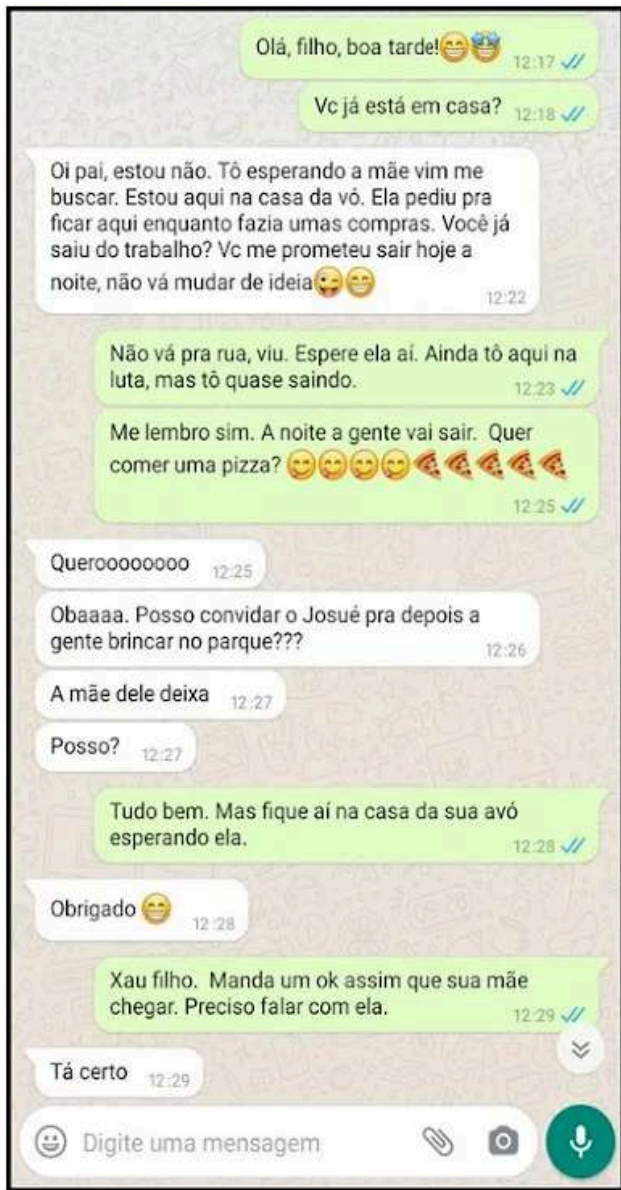 Olá, filho, boa tarde!😁🤩 12:17
Vc já está em casa? 12:18
Oi pai, estou não. Tô esperando a mãe vim me
buscar. Estou aqui na casa da vó. Ela pediu pra
ficar aqui enquanto fazia umas compras. Você já
saiu do trabalho? Vc me prometeu sair hoje a
noite, não vá mudar de ideia😜😁
12:22
Não vá pra rua, viu. Espere ela aí. Ainda tô aqui na
luta, mas tô quase saindo. 12:23
Me lembro sim. A noite a gente vai sair. Quer
comer uma pizza? 😋😋😋😋🍕🍕🍕🍕🍕
12:25
Queroooooooo 12:25
Obaaaa. Posso convidar o Josué pra depois a
gente brincar no parque??? 12:26
A mãe dele deixa 12:27
Posso? 12:27
Tudo bem. Mas fique aí na casa da sua avó
esperando ela. 12:28
Obrigado 😁 12:28
Xau filho. Manda um ok assim que sua mãe
chegar. Preciso falar com ela. 12:29
Tá certo 12:29
Digite uma mensagem